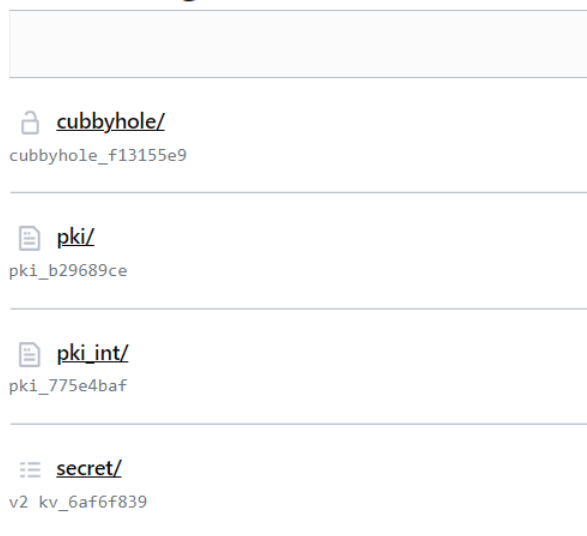 cubbyhole/
cubbyhole_f13155e9
pki/
pki_b29689ce
pki_int/
pki_775e4baf
secret/
v2 kv_6af6f839